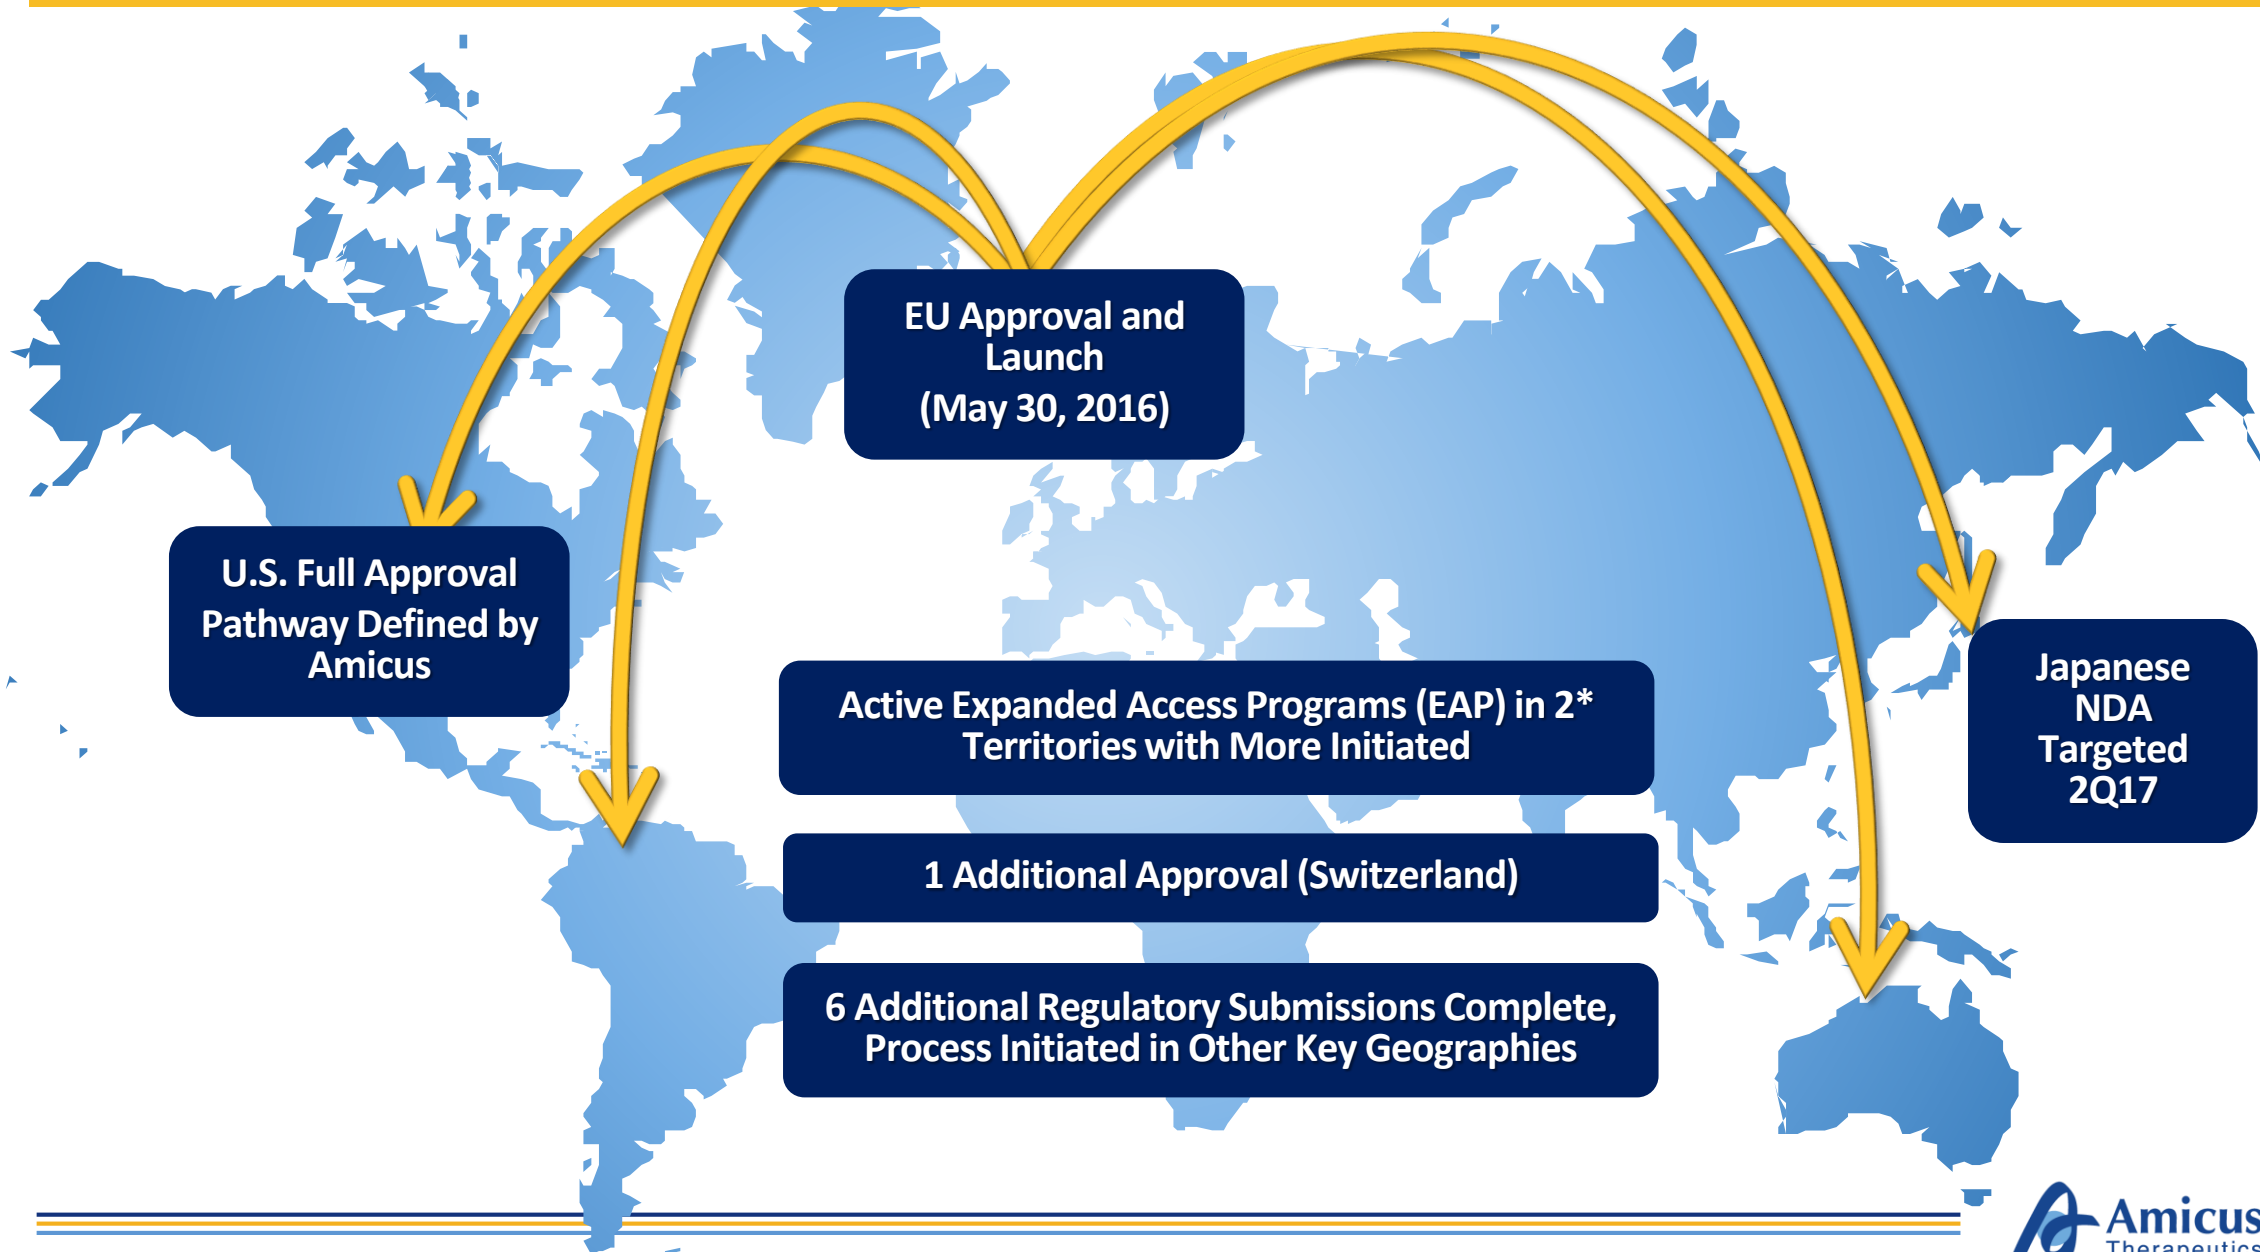 EU Approval and
Launch
(May 30, 2016)
U.S. Full Approval
Pathway Defined by
Amicus
Active Expanded Access Programs (EAP) in 2*
Territories with More Initiated
Japanese
NDA
Targeted
2Q17
1 Additional Approval (Switzerland)
6 Additional Regulatory Submissions Complete,
Process Initiated in Other Key Geographies
Amicus
Therapeutics